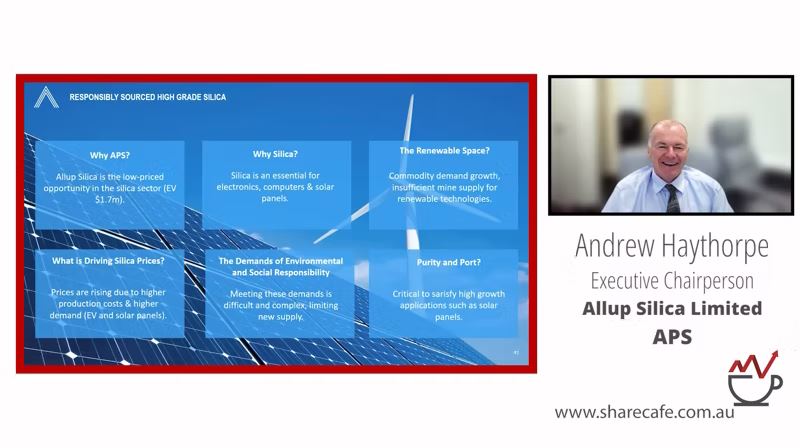 RESPONSIBLY SOURCED HIGH GRADE SILICA
Why APS?
Allup Silica is the low-priced
opportunity in the silica sector (EV
$1.7m).
Why Silica?
Silica is an essential for
electronics, computers & solar
panels.
The Renewable Space?
Commodity demand growth,
insufficient mine supply for
renewable technologies.
What is Driving Silica Prices?
Prices are rising due to higher
production costs & higher
demand (EV and solar panels).
The Demands of Environmental
and Social Responsibility
Meeting these demands is
difficult and complex, limiting
new supply.
Purity and Port?
Critical to sarisfy high growth
applications such as solar
panels.
Andrew Haythorpe
Executive Chairperson
Allup Silica Limited
APS
www.sharecafe.com.au